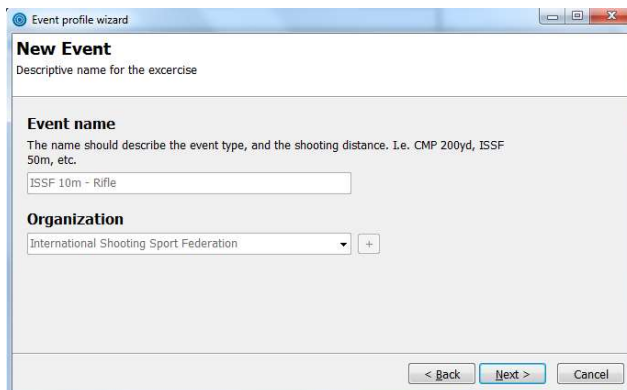 Event profile wizard
New Event
Descriptive name for the excercise
Event name
The name should describe the event type, and the shooting distance. I.e. CMP 200yd, ISSF
50m, etc.
ISSF 10m - Rifle
Organization
International Shooting Sport Federation
+
< Back Next > Cancel